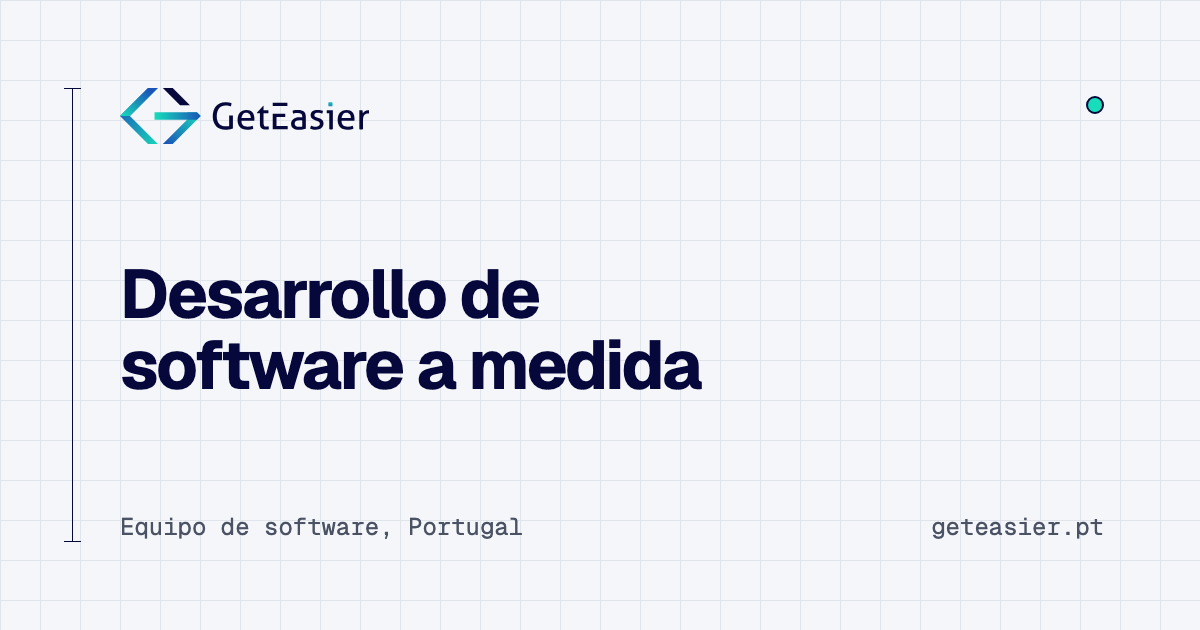 GetEasier
Desarrollo de
software a medida
Equipo de software, Portugal
geteasier.pt